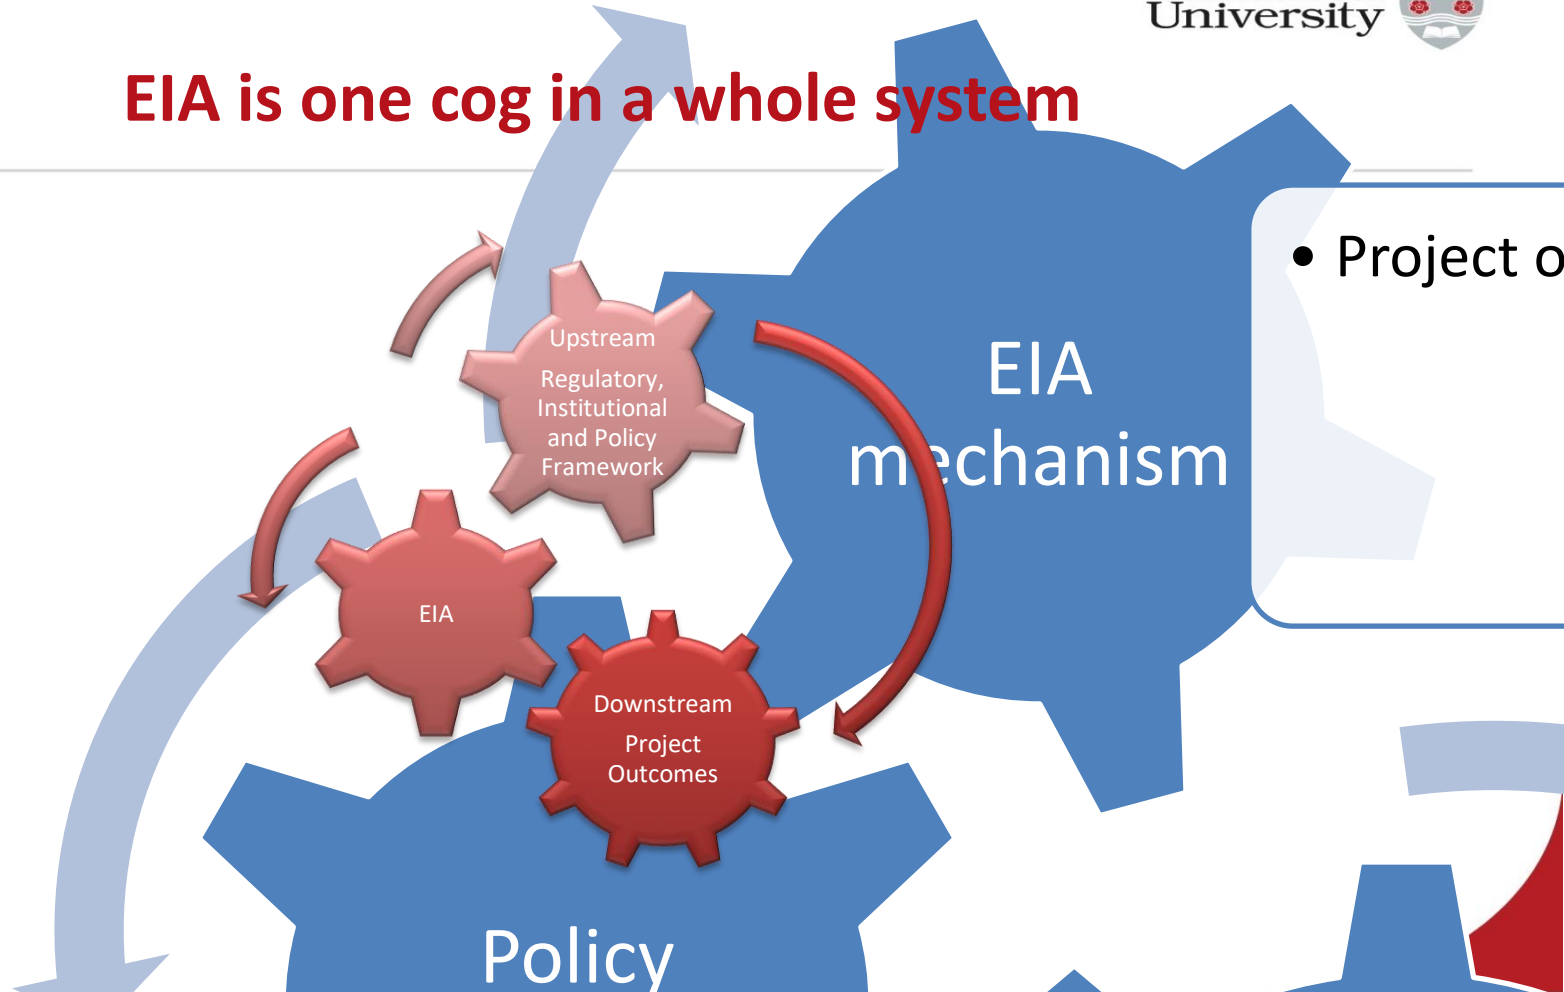 University
EIA is one cog in a whole system
• Project o
Upstream
Regulatory,
Institutional
and Policy
Framework
EIA
mechanism
EIA
Downstream
Project
Outcomes
Policy